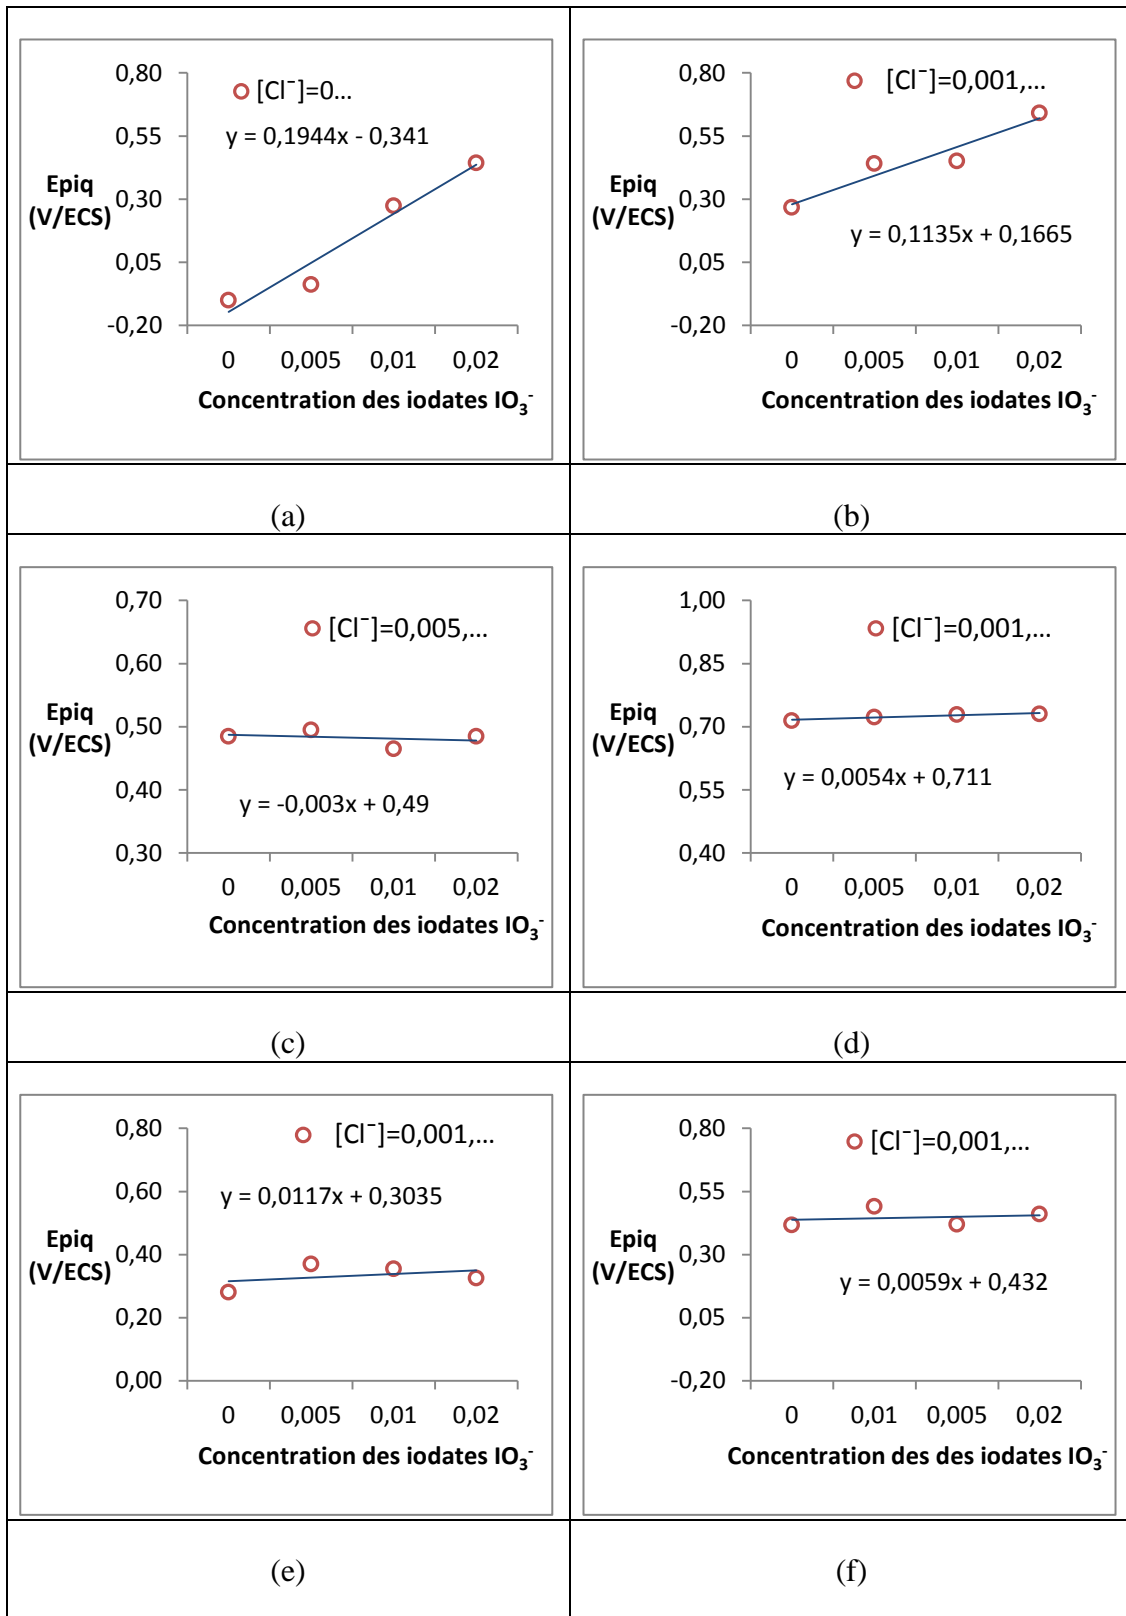 [Cl⁻]=0...
y = 0,1944x - 0,341
Epiq
(V/ECS)
0,80
0,55
0,30
0,05
-0,20
0 0,005 0,01 0,02
Concentration des iodates IO₃⁻
(a)
[Cl⁻]=0,001,...
y = 0,1135x + 0,1665
Epiq
(V/ECS)
0,80
0,55
0,30
0,05
-0,20
0 0,005 0,01 0,02
Concentration des iodates IO₃⁻
(b)
[Cl⁻]=0,005,...
y = -0,003x + 0,49
Epiq
(V/ECS)
0,70
0,60
0,50
0,40
0,30
0 0,005 0,01 0,02
Concentration des iodates IO₃⁻
(c)
[Cl⁻]=0,001,...
y = 0,0054x + 0,711
Epiq
(V/ECS)
1,00
0,85
0,70
0,55
0,40
0 0,005 0,01 0,02
Concentration des iodates IO₃⁻
(d)
[Cl⁻]=0,001,...
y = 0,0117x + 0,3035
Epiq
(V/ECS)
0,80
0,60
0,40
0,20
0,00
0 0,005 0,01 0,02
Concentration des iodates IO₃⁻
(e)
[Cl⁻]=0,001,...
y = 0,0059x + 0,432
Epiq
(V/ECS)
0,80
0,55
0,30
0,05
-0,20
0 0,01 0,005 0,02
Concentration des des iodates IO₃⁻
(f)